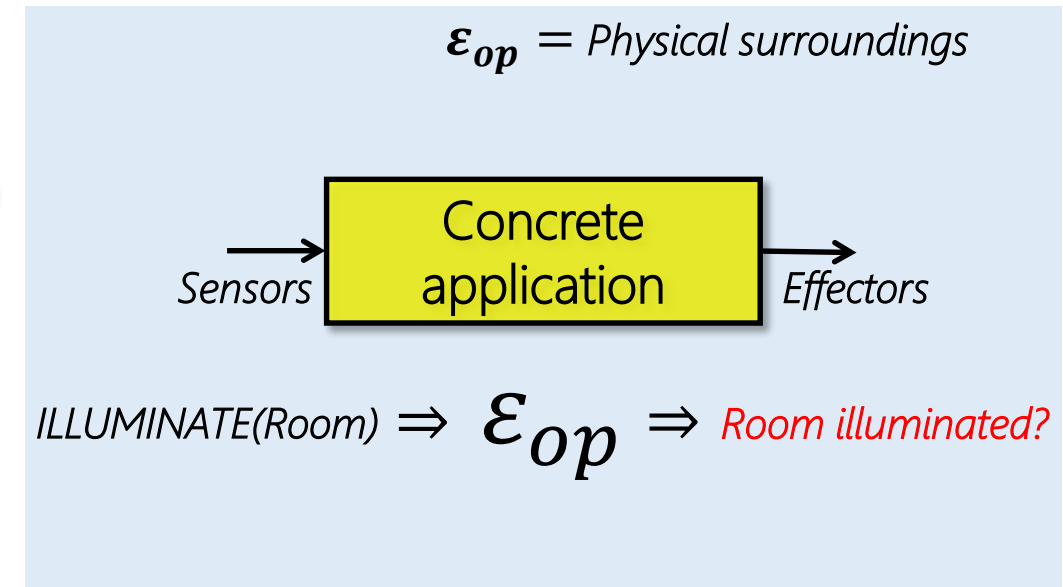 ε_op = Physical surroundings
Concrete
application
Sensors
Effectors
ILLUMINATE(Room) ⇒ ε_op ⇒ Room illuminated?